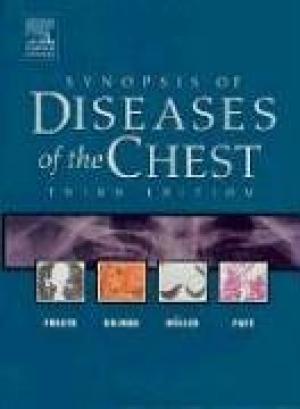 SYNOPSIS OF
DISEASES
of the CHEST
THIRD EDITION
FRASER COLMAN MÜLLER PARÉ